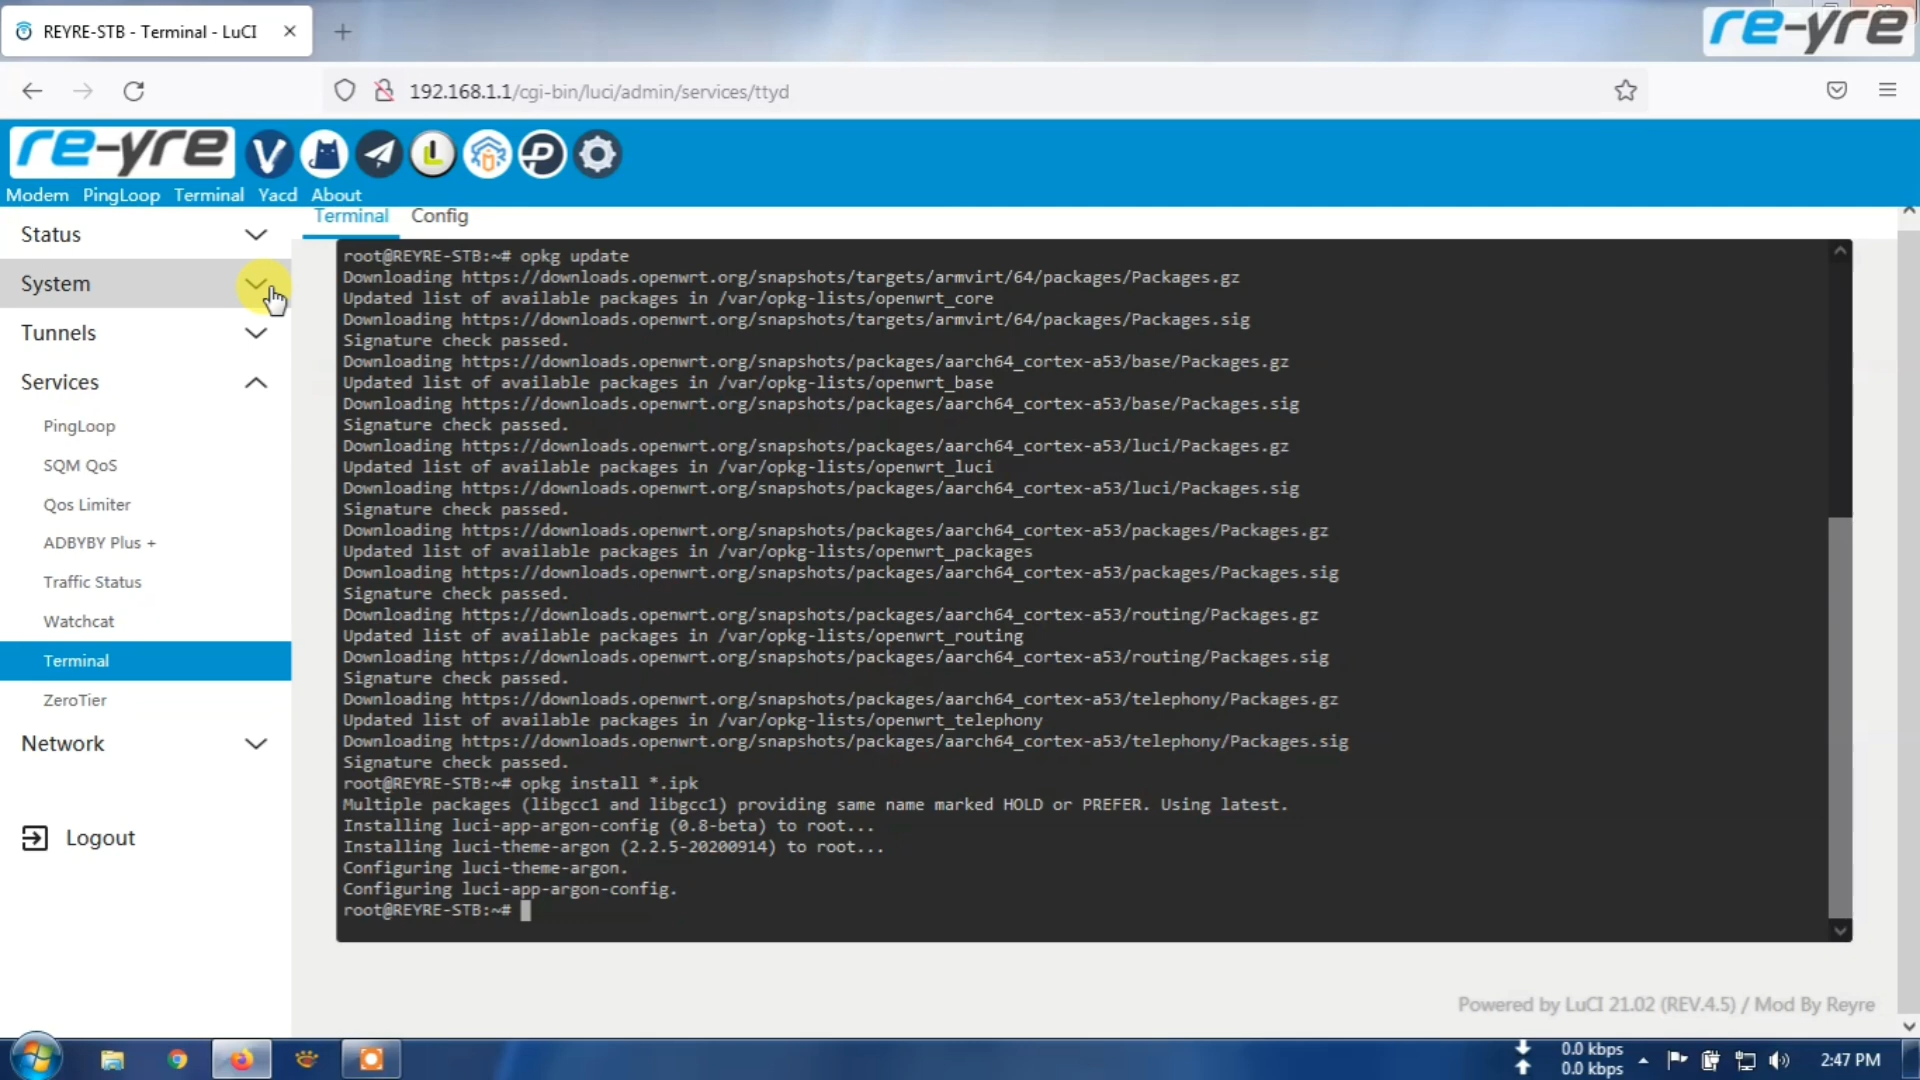 REYRE-STB - Terminal - LuCI
re-yre
192.168.1.1/cgi-bin/luci/admin/services/ttyd
re-yre
Modem PingLoop Terminal Yacd About
Terminal Config
Status
System
Tunnels
Services
PingLoop
SQM QoS
Qos Limiter
ADBYBY Plus +
Traffic Status
Watchcat
Terminal
ZeroTier
Network
Logout
root@REYRE-STB:~# opkg update
Downloading https://downloads.openwrt.org/snapshots/targets/armvirt/64/packages/Packages.gz
Updated list of available packages in /var/opkg-lists/openwrt_core
Downloading https://downloads.openwrt.org/snapshots/targets/armvirt/64/packages/Packages.sig
Signature check passed.
Downloading https://downloads.openwrt.org/snapshots/packages/aarch64_cortex-a53/base/Packages.gz
Updated list of available packages in /var/opkg-lists/openwrt_base
Downloading https://downloads.openwrt.org/snapshots/packages/aarch64_cortex-a53/base/Packages.sig
Signature check passed.
Downloading https://downloads.openwrt.org/snapshots/packages/aarch64_cortex-a53/luci/Packages.gz
Updated list of available packages in /var/opkg-lists/openwrt_luci
Downloading https://downloads.openwrt.org/snapshots/packages/aarch64_cortex-a53/luci/Packages.sig
Signature check passed.
Downloading https://downloads.openwrt.org/snapshots/packages/aarch64_cortex-a53/packages/Packages.gz
Updated list of available packages in /var/opkg-lists/openwrt_packages
Downloading https://downloads.openwrt.org/snapshots/packages/aarch64_cortex-a53/packages/Packages.sig
Signature check passed.
Downloading https://downloads.openwrt.org/snapshots/packages/aarch64_cortex-a53/routing/Packages.gz
Updated list of available packages in /var/opkg-lists/openwrt_routing
Downloading https://downloads.openwrt.org/snapshots/packages/aarch64_cortex-a53/routing/Packages.sig
Signature check passed.
Downloading https://downloads.openwrt.org/snapshots/packages/aarch64_cortex-a53/telephony/Packages.gz
Updated list of available packages in /var/opkg-lists/openwrt_telephony
Downloading https://downloads.openwrt.org/snapshots/packages/aarch64_cortex-a53/telephony/Packages.sig
Signature check passed.
root@REYRE-STB:~# opkg install *.ipk
Multiple packages (libgcc1 and libgcc1) providing same name marked HOLD or PREFER. Using latest.
Installing luci-app-argon-config (0.8-beta) to root...
Installing luci-theme-argon (2.2.5-20200914) to root...
Configuring luci-theme-argon.
Configuring luci-app-argon-config.
root@REYRE-STB:~#
Powered by LuCI 21.02 (REV.4.5) / Mod By Reyre
0.0 kbps
0.0 kbps
2:47 PM